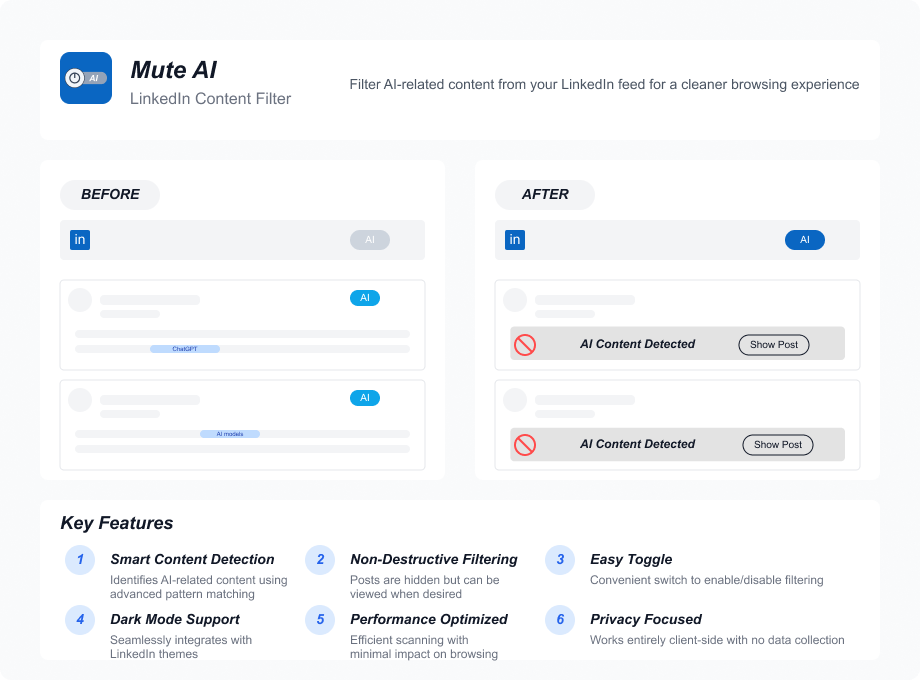 AI
Mute AI
LinkedIn Content Filter
Filter AI-related content from your LinkedIn feed for a cleaner browsing experience
BEFORE
in
AI
AI
ChatGPT
AI
AI models
AFTER
in
AI
AI Content Detected
Show Post
AI Content Detected
Show Post
Key Features
1
Smart Content Detection
Identifies AI-related content using
advanced pattern matching
2
Non-Destructive Filtering
Posts are hidden but can be
viewed when desired
3
Easy Toggle
Convenient switch to enable/disable filtering
4
Dark Mode Support
Seamlessly integrates with
LinkedIn themes
5
Performance Optimized
Efficient scanning with
minimal impact on browsing
6
Privacy Focused
Works entirely client-side with no data collection